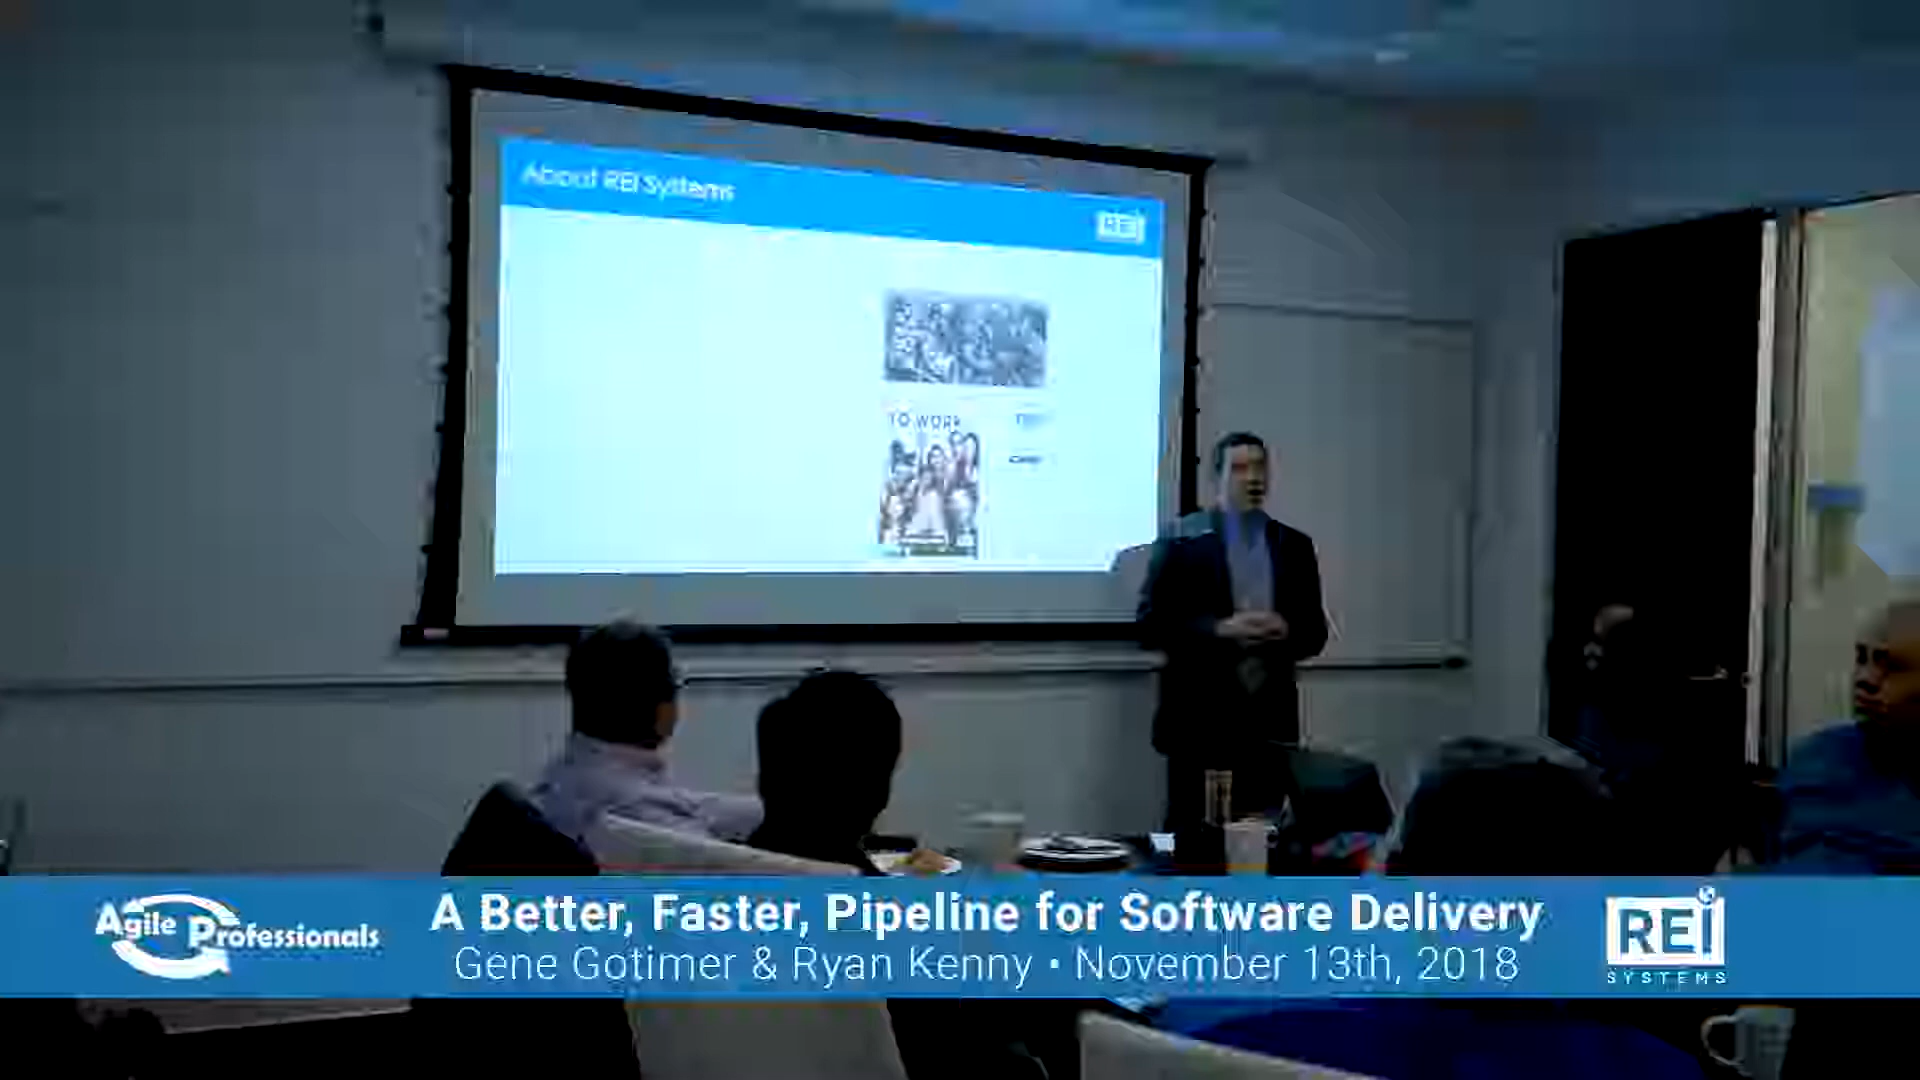 About REI Systems
REI
TO WORK
Agile Professionals
A Better, Faster, Pipeline for Software Delivery
Gene Gotimer & Ryan Kenny • November 13th, 2018
REI
SYSTEMS